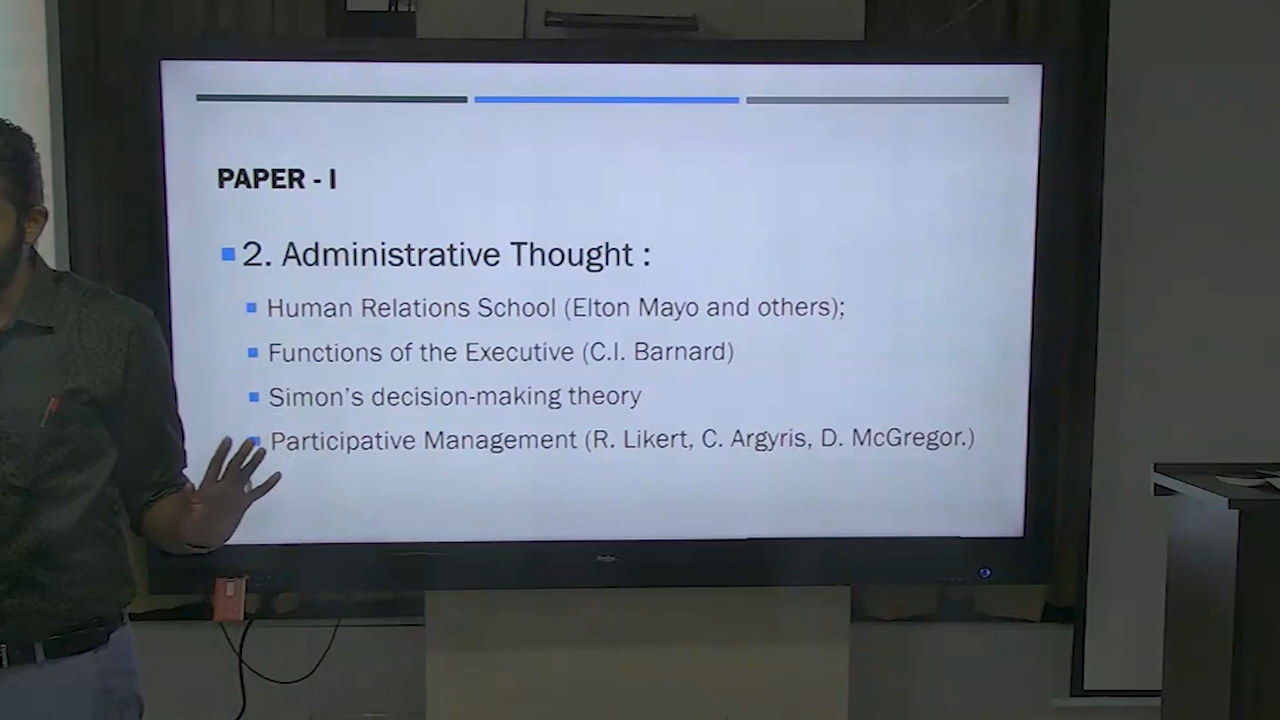 PAPER - I
2. Administrative Thought :
Human Relations School (Elton Mayo and others);
Functions of the Executive (C.I. Barnard)
Simon's decision-making theory
Participative Management (R. Likert, C. Argyris, D. McGregor.)